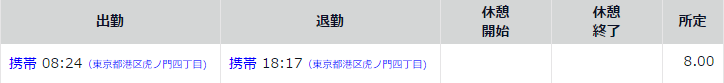 出勤 退勤 休憩開始 休憩終了 所定
携帯 08:24 (東京都港区虎ノ門四丁目) 携帯 18:17 (東京都港区虎ノ門四丁目) 8.00